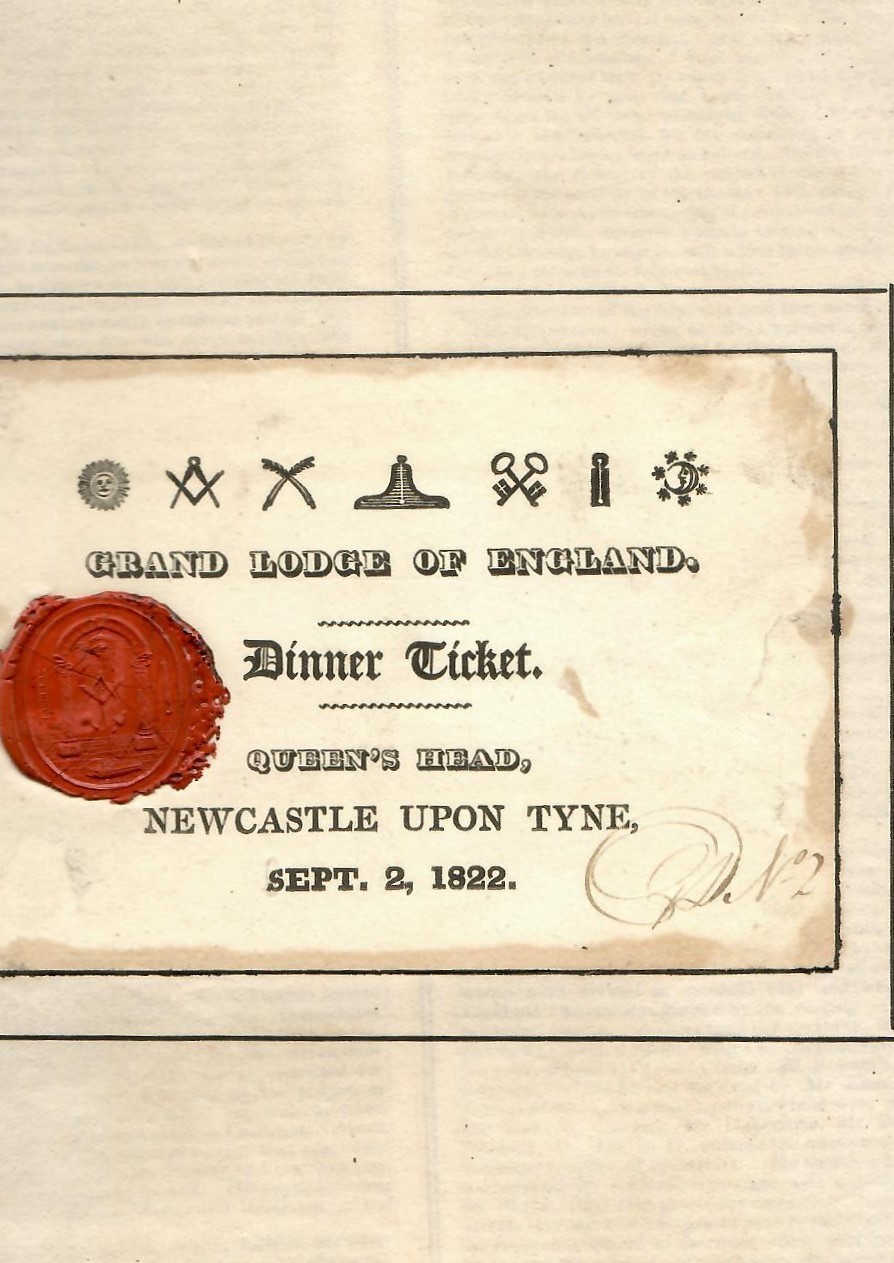 GRAND LODGE OF ENGLAND.
Dinner Ticket.
QUEEN'S HEAD,
NEWCASTLE UPON TYNE,
SEPT. 2, 1822.
No 2